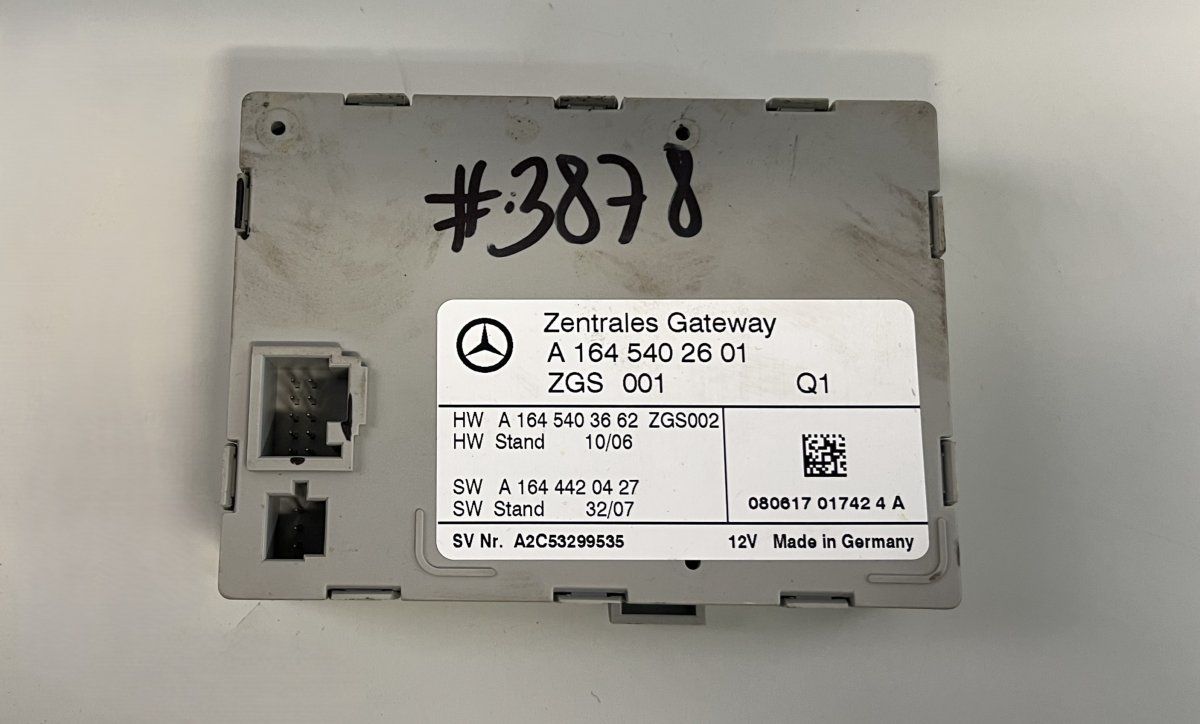 #3878
Zentrales Gateway
A 164 540 26 01
ZGS 001 Q1
HW A 164 540 36 62 ZGS002
HW Stand 10/06
SW A 164 442 04 27
SW Stand 32/07
080617 01742 4 A
SV Nr. A2C53299535 12V Made in Germany